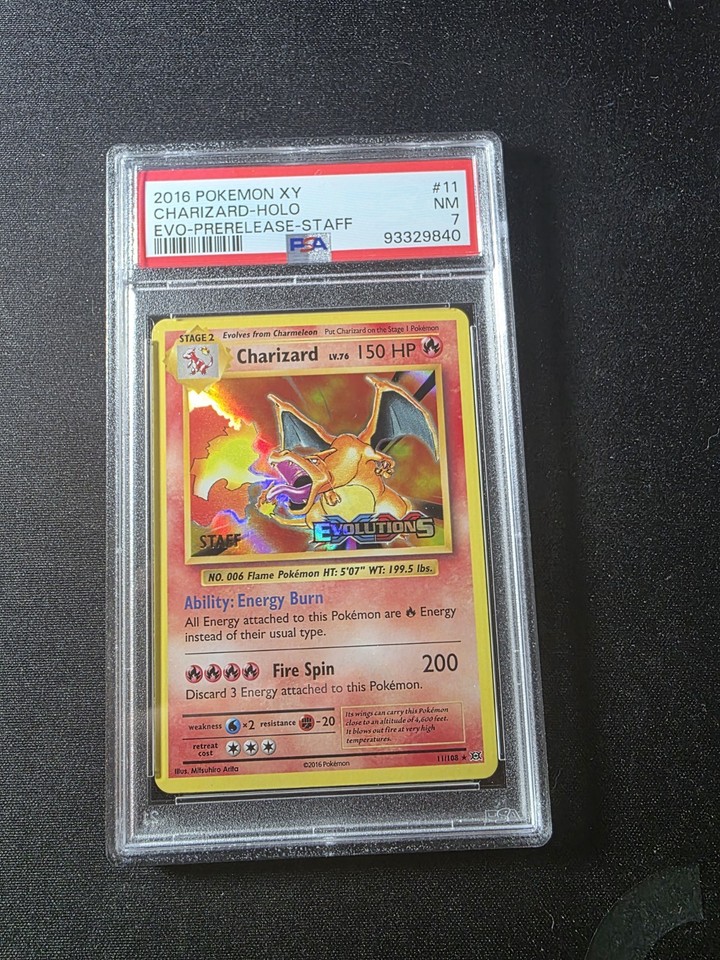 2016 POKEMON XY #11
CHARIZARD-HOLO NM
EVO-PRERELEASE-STAFF 7
PSA 93329840
STAGE 2 Evolves from Charmeleon Put Charizard on the Stage 1 Pokémon
Charizard LV.76 150 HP
EVOLUTIONS
STAFF
NO. 006 Flame Pokémon HT: 5'07" WT: 199.5 lbs.
Ability: Energy Burn
All Energy attached to this Pokémon are Energy
instead of their usual type.
Fire Spin 200
Discard 3 Energy attached to this Pokémon.
weakness ×2 resistance -20
retreat
cost
Its wings can carry this Pokémon
close to an altitude of 4,600 feet.
It blows out fire at very high
temperatures.
Illus. Mitsuhiro Arita ©2016 Pokémon 11/108 ★